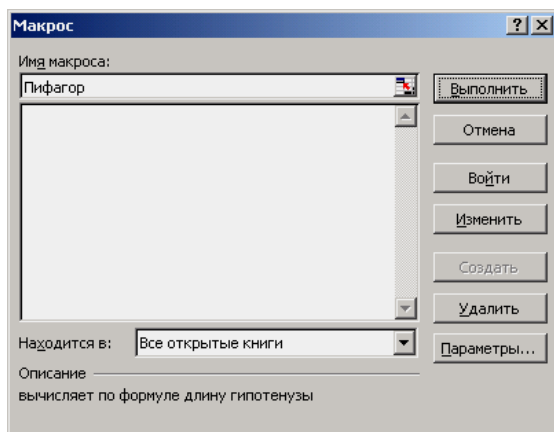 Макрос
Имя макроса:
Пифагор
Выполнить
Отмена
Войти
Изменить
Создать
Удалить
Находится в: Все открытые книги
Параметры...
Описание
вычисляет по формуле длину гипотенузы